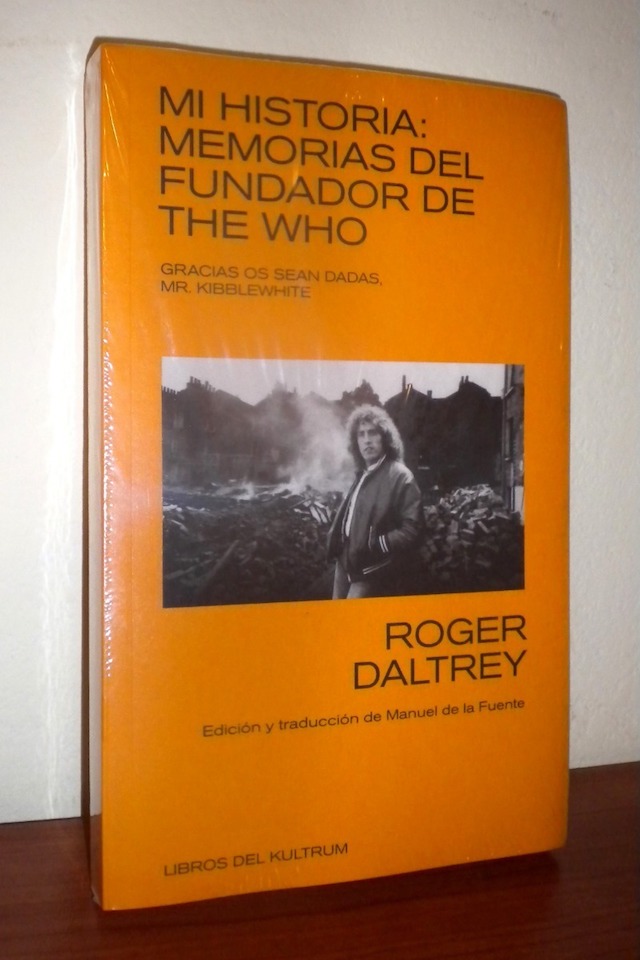 MI HISTORIA:
MEMORIAS DEL
FUNDADOR DE
THE WHO
GRACIAS OS SEAN DADAS,
MR. KIBBLEWHITE
ROGER
DALTREY
Edición y traducción de Manuel de la Fuente
LIBROS DEL KULTRUM